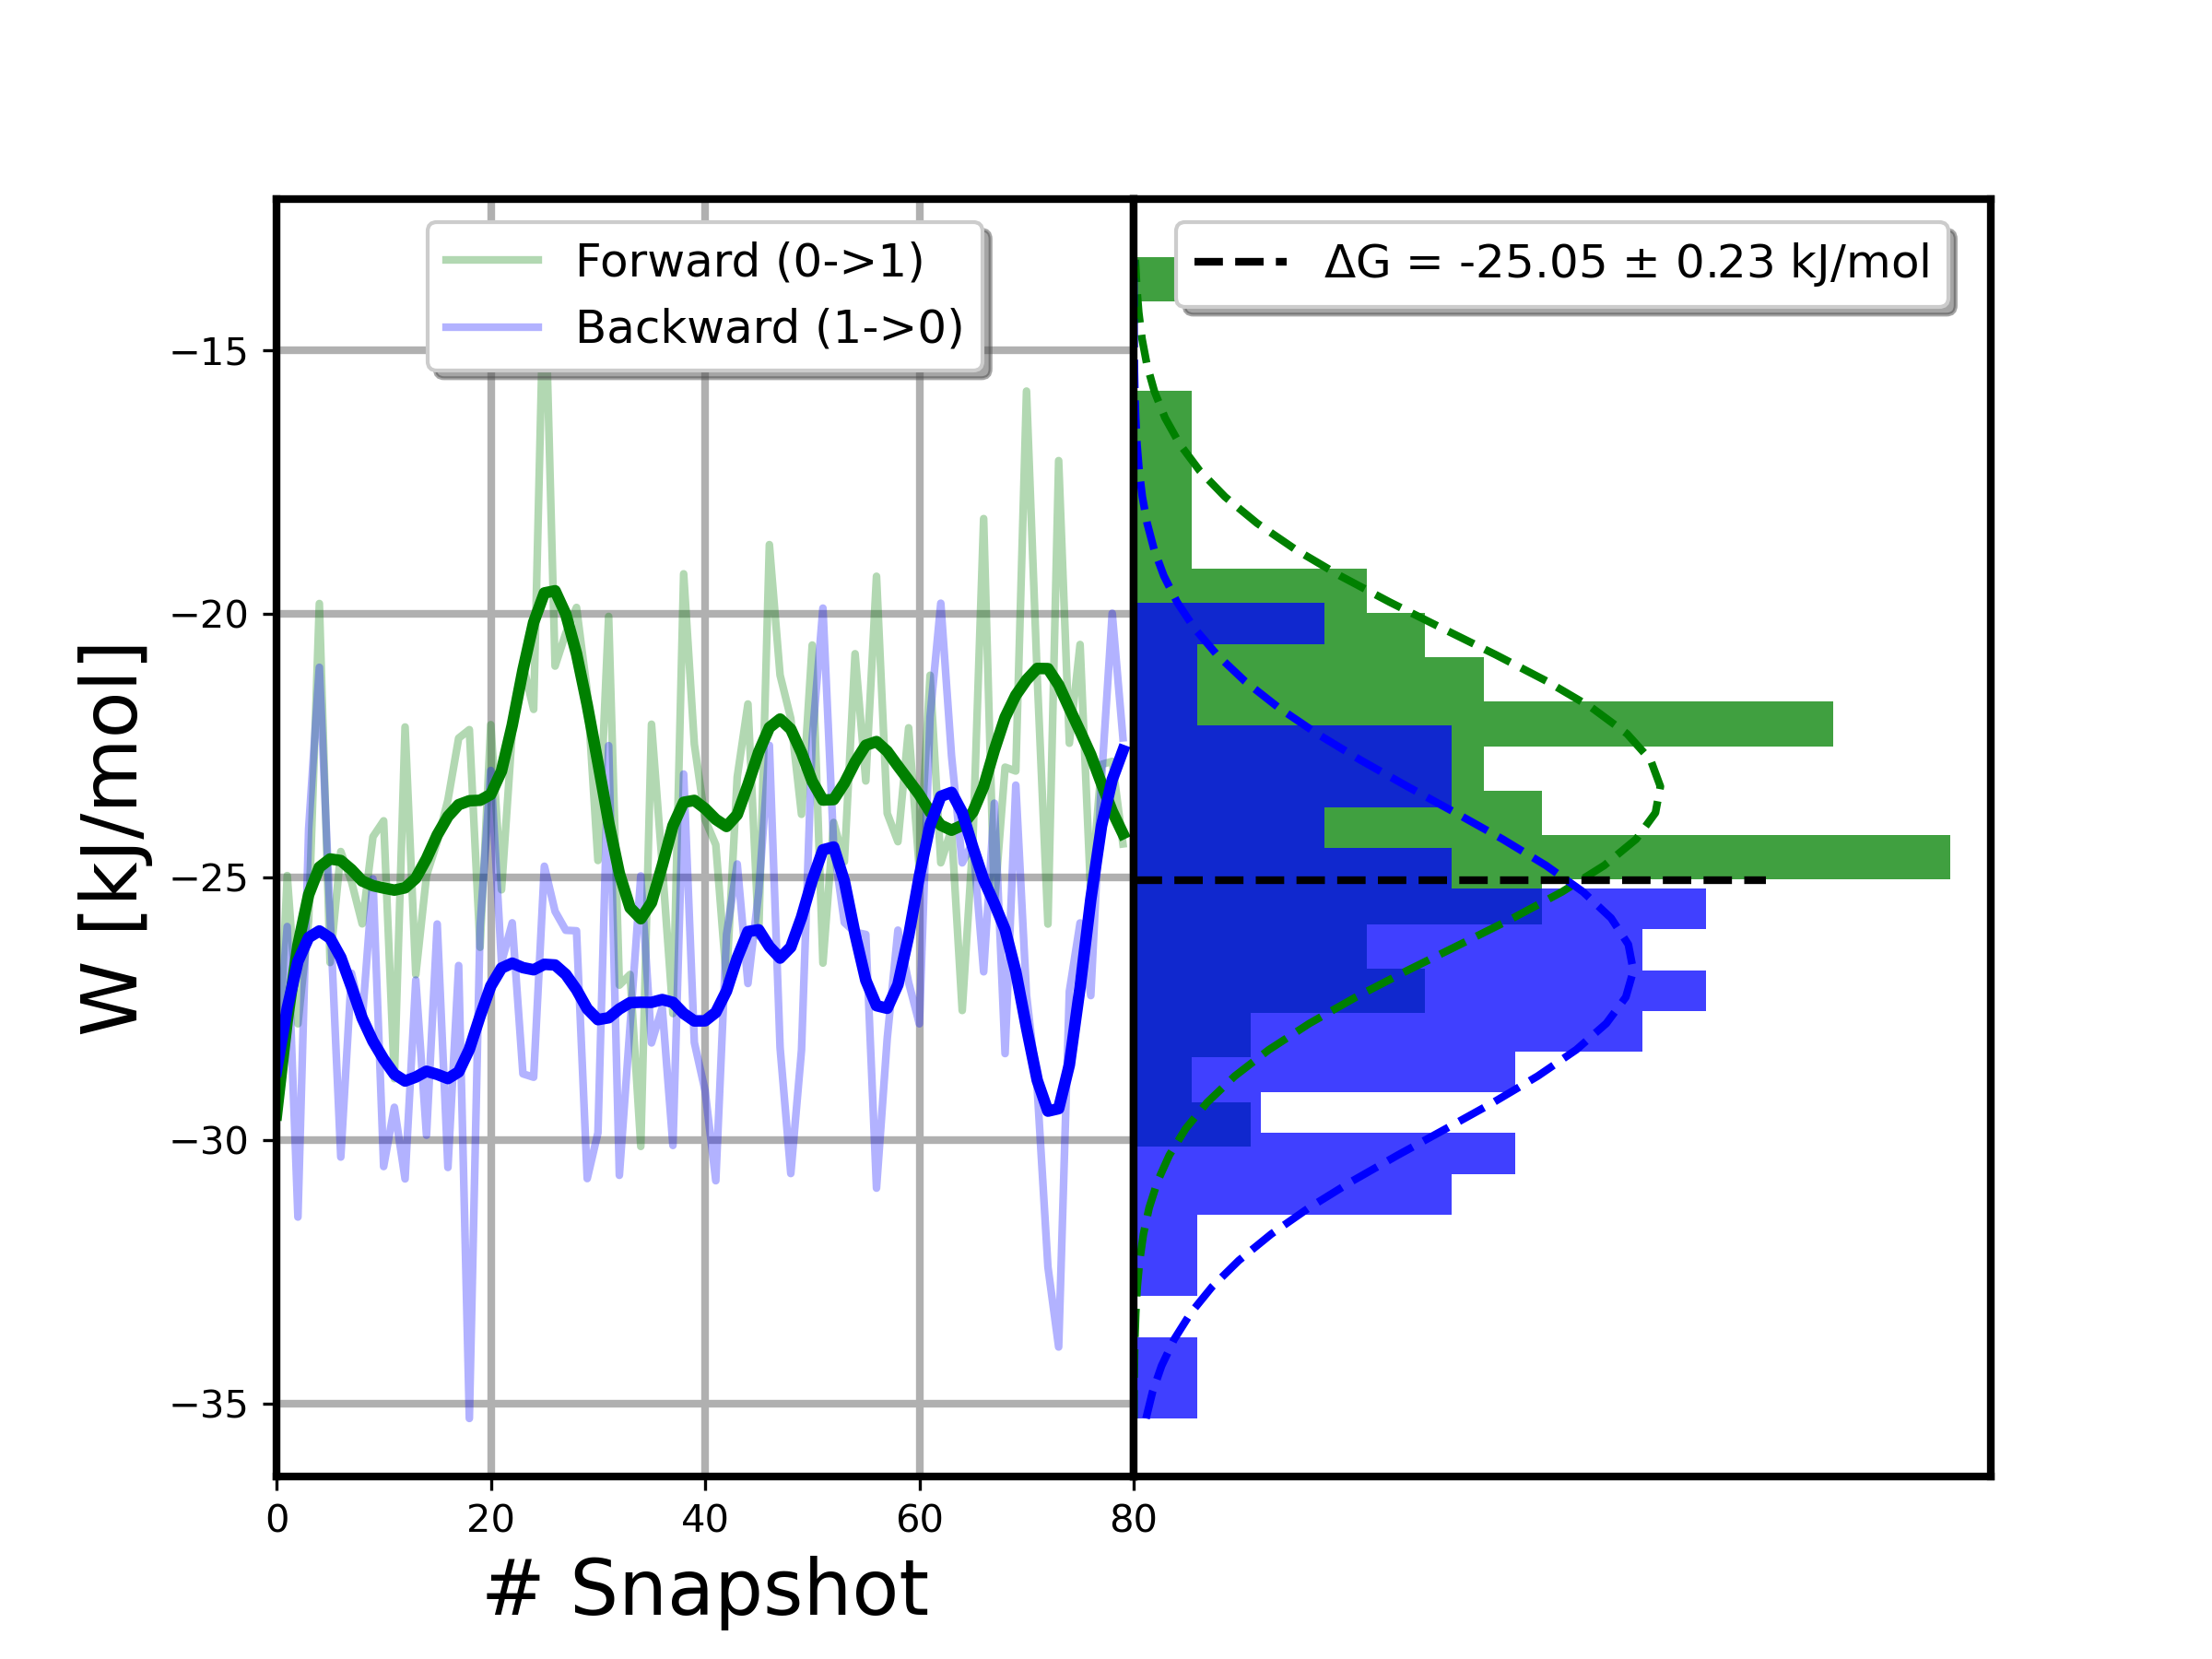 Forward (0->1)
Backward (1->0)
ΔG = -25.05 ± 0.23 kJ/mol
W [kJ/mol]
−15
−20
−25
−30
−35
0 20 40 60 80
# Snapshot